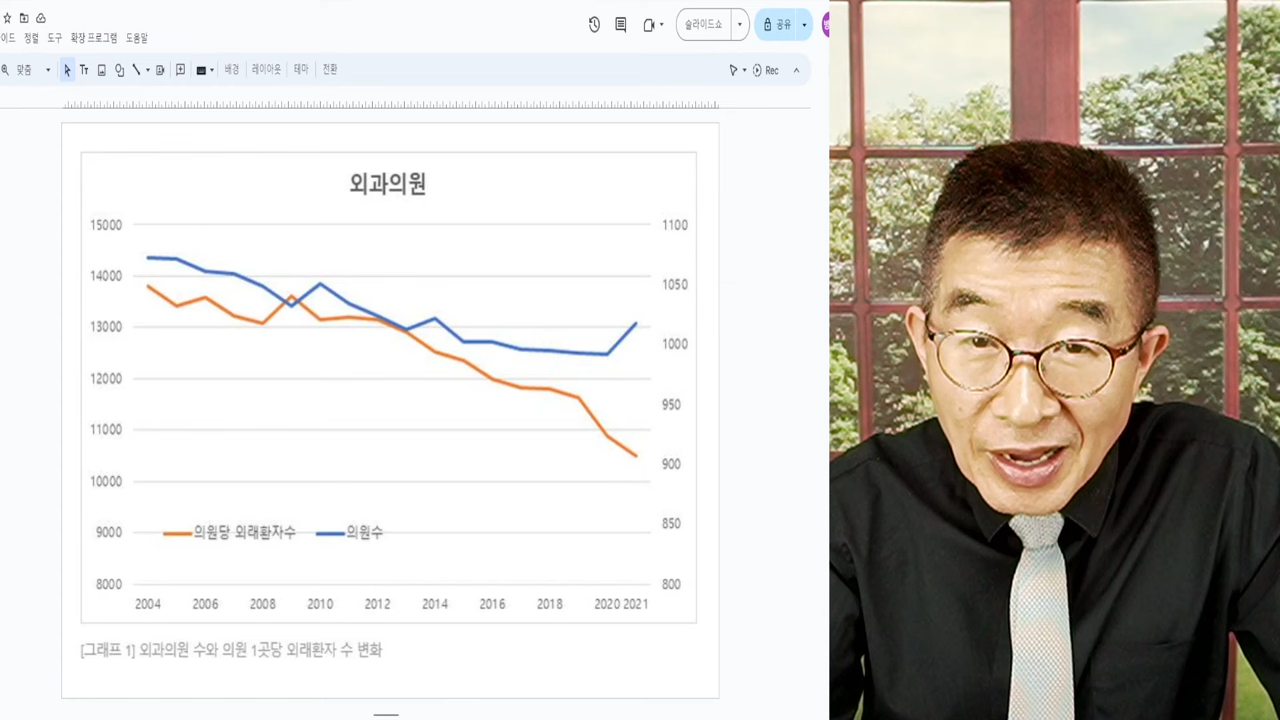 이드 정렬 도구 확장 프로그램 도움말
슬라이드쇼
공유
맞춤
Tт
배경
레이아웃
테마
전환
Rec
외과의원
15000
14000
13000
12000
11000
10000
9000
8000
1100
1050
1000
950
900
850
800
의원당 외래환자수 의원수
2004 2006 2008 2010 2012 2014 2016 2018 2020 2021
[그래프 1] 외과의원 수와 의원 1곳당 외래환자 수 변화